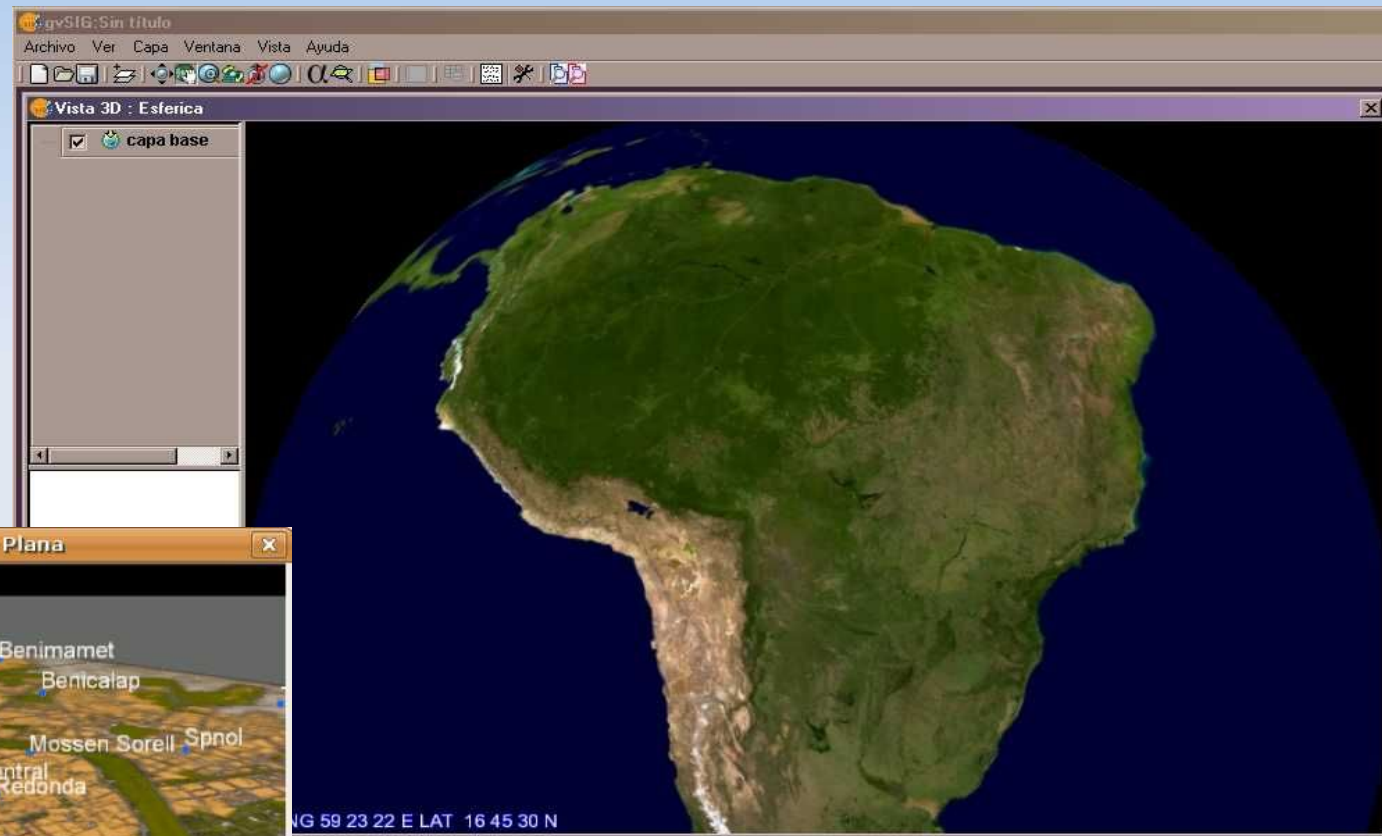 gvSIG:Sin título
Archivo Ver Capa Ventana Vista Ayuda
Vista 3D : Esferica
capa base
Plana
Benimamet
Benicalap
Mossen Sorell Spnol
ntral
Redonda
NG 59 23 22 E LAT 16 45 30 N